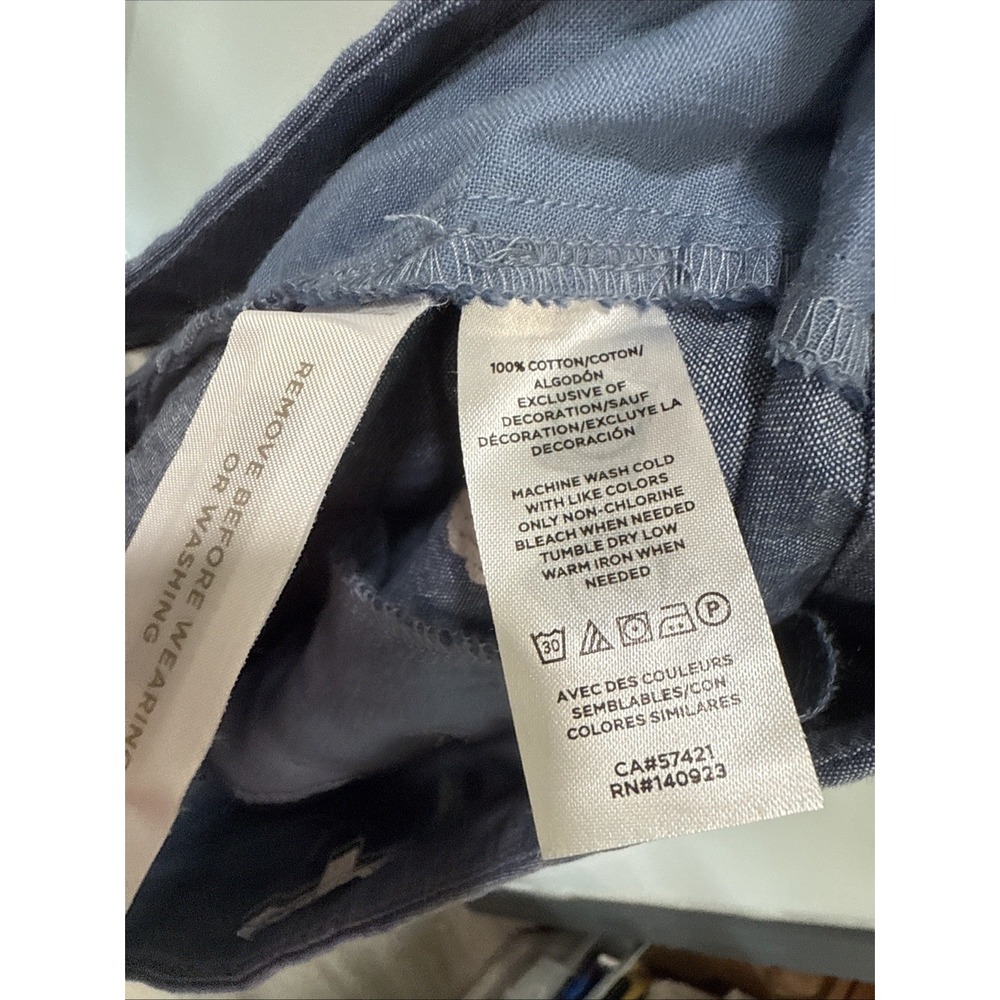 REMOVE BEFORE WEARING
OR WASHING
100% COTTON/COTON/
ALGODÓN
EXCLUSIVE OF
DECORATION/SAUF
DÉCORATION/EXCLUYE LA
DECORACIÓN
MACHINE WASH COLD
WITH LIKE COLORS
ONLY NON-CHLORINE
BLEACH WHEN NEEDED
TUMBLE DRY LOW
WARM IRON WHEN
NEEDED
30 P
AVEC DES COULEURS
SEMBLABLES/CON
COLORES SIMILARES
CA#57421
RN#140923